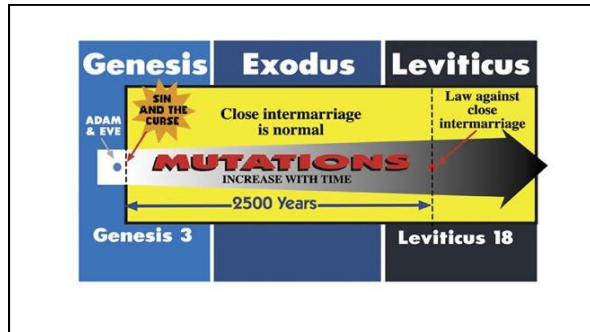 Genesis
Exodus
Leviticus
SIN
AND THE
CURSE
ADAM
& EVE
Close intermarriage
is normal
Law against
close
intermarriage
MUTATIONS
INCREASE WITH TIME
2500 Years
Genesis 3
Leviticus 18